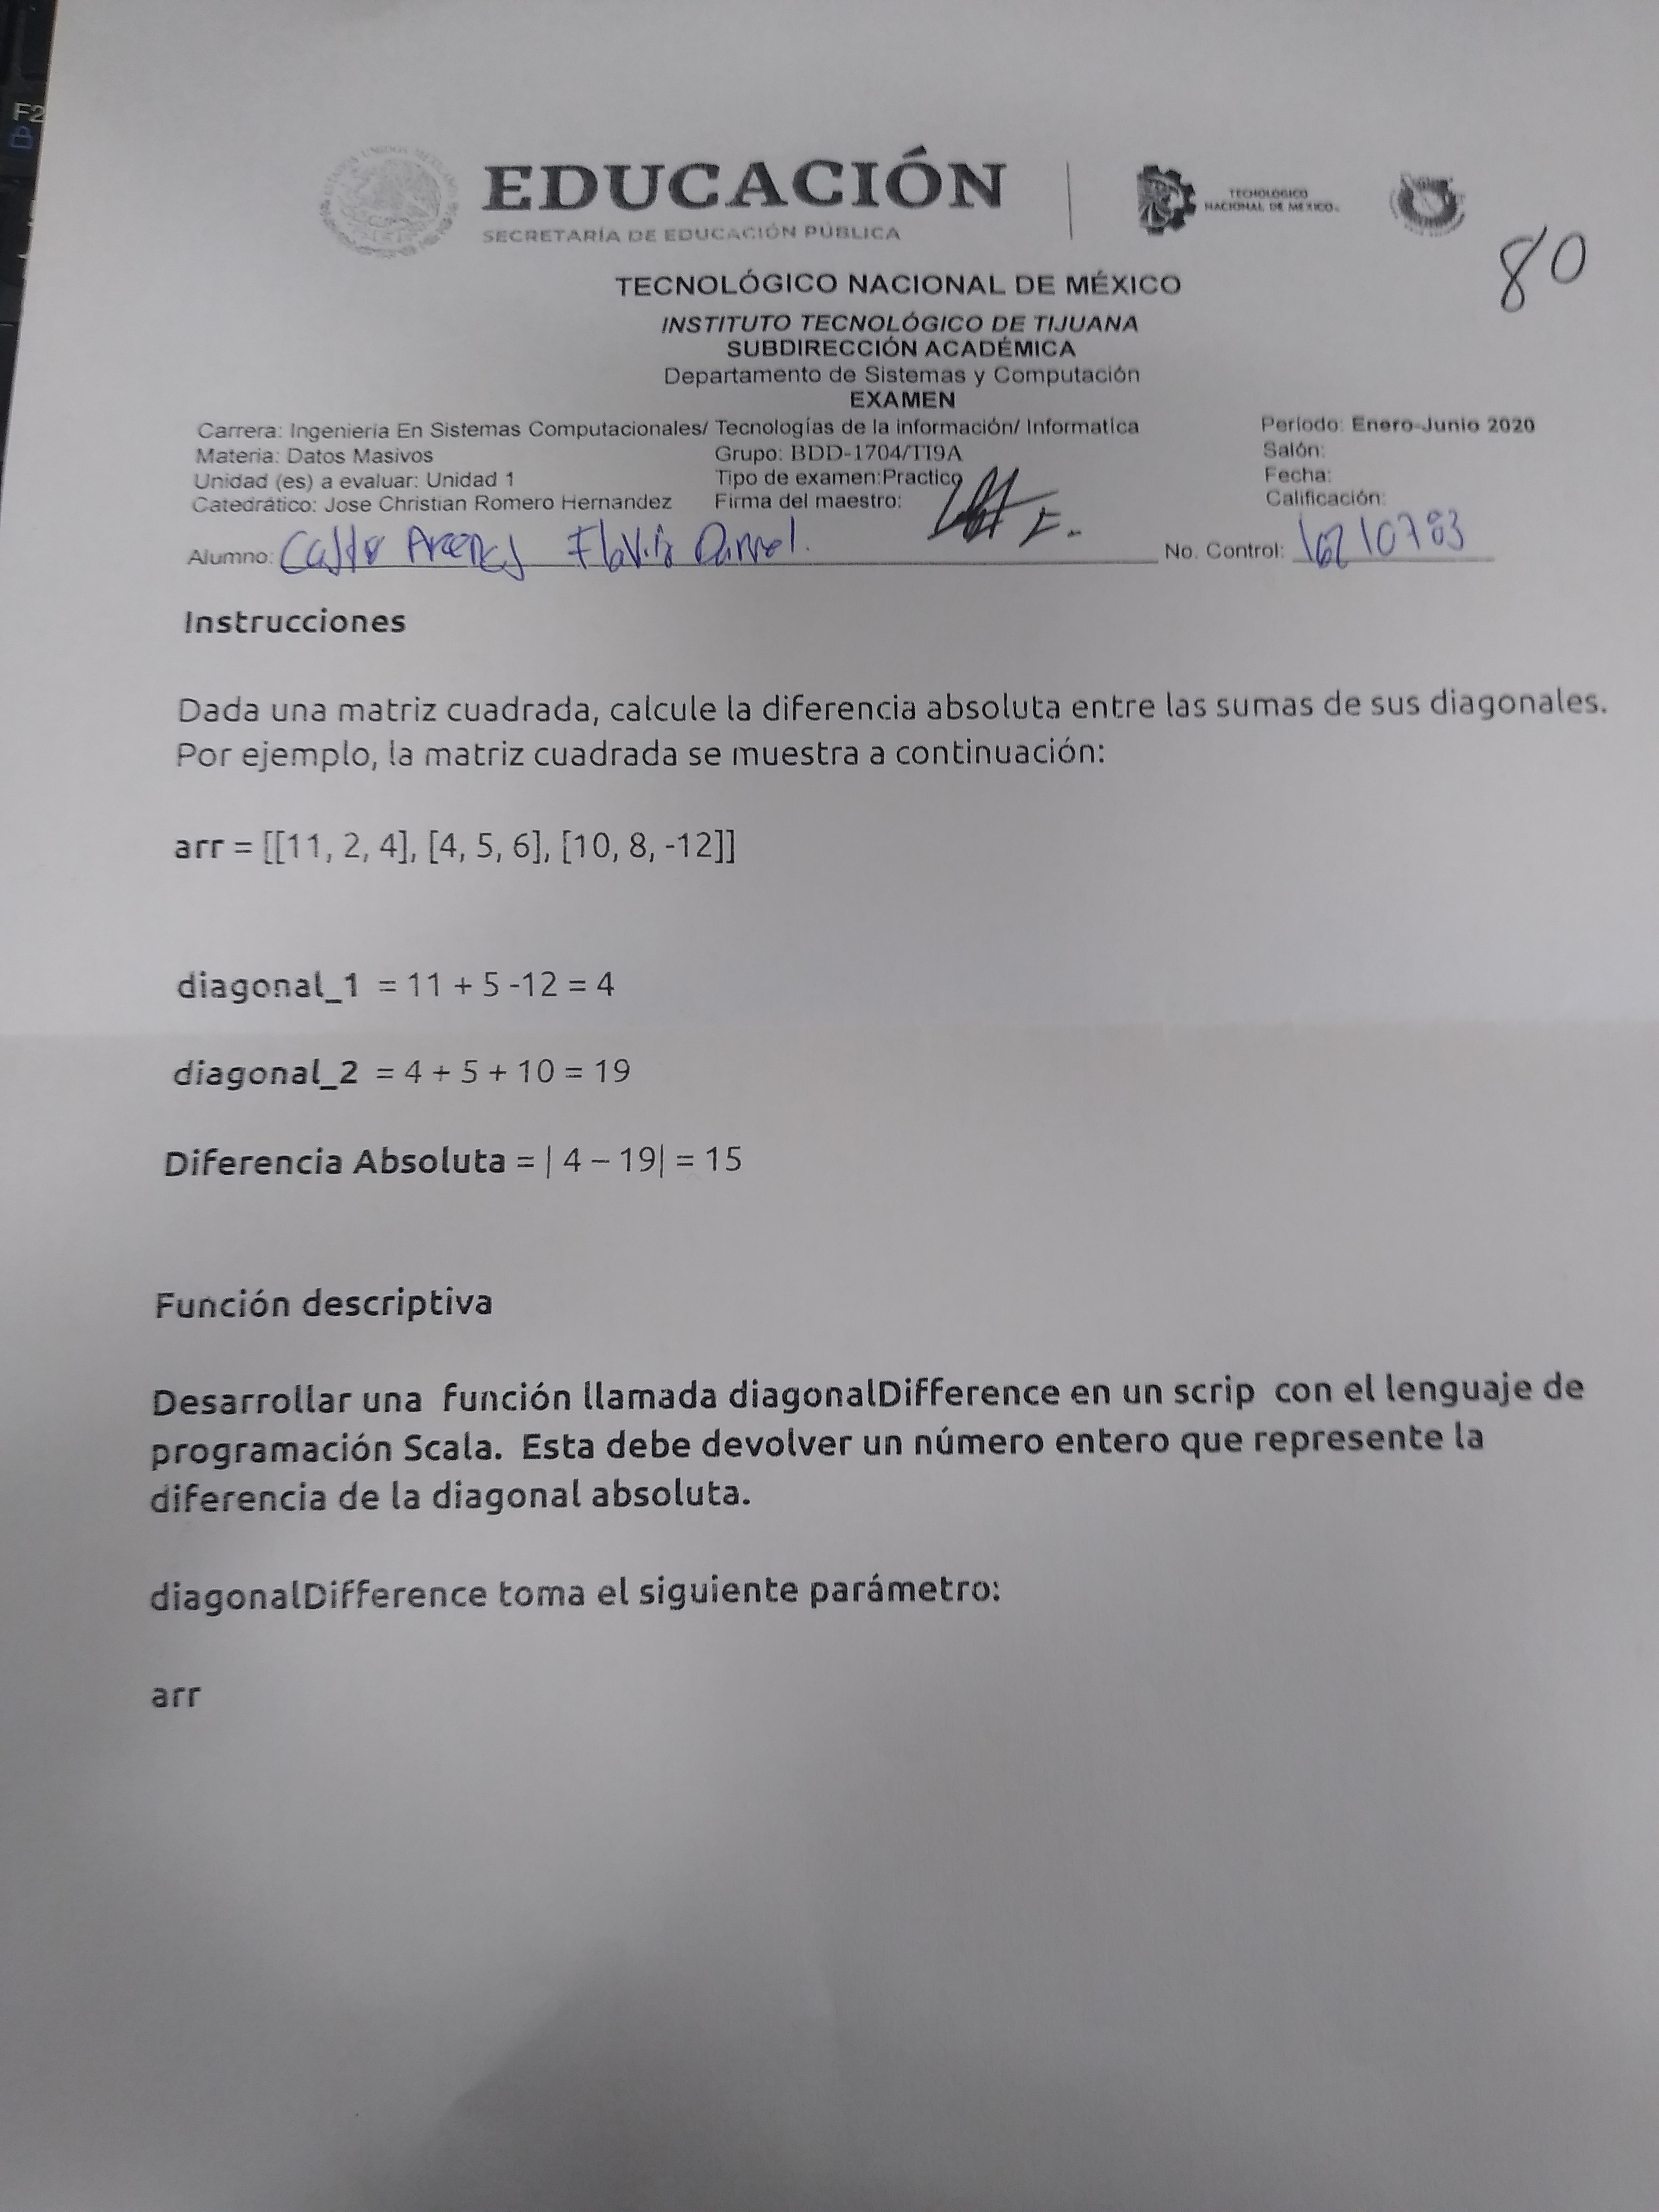 F2
EDUCACIÓN
SECRETARÍA DE EDUCACIÓN PÚBLICA
TECNOLÓGICO
NACIONAL DE MÉXICO
80
TECNOLÓGICO NACIONAL DE MÉXICO
INSTITUTO TECNOLÓGICO DE TIJUANA
SUBDIRECCIÓN ACADÉMICA
Departamento de Sistemas y Computación
EXAMEN
Carrera: Ingeniería En Sistemas Computacionales/ Tecnologías de la información/ Informatica Período: Enero-Junio 2020
Materia: Datos Masivos Grupo: BDD-1704/TI9A Salón:
Unidad (es) a evaluar: Unidad 1 Tipo de examen:Practico Fecha:
Catedrático: Jose Christian Romero Hernandez Firma del maestro: Calificación:
Alumno: Flavio Daniel. No. Control: 16210783
Instrucciones
Dada una matriz cuadrada, calcule la diferencia absoluta entre las sumas de sus diagonales.
Por ejemplo, la matriz cuadrada se muestra a continuación:
arr = [[11, 2, 4], [4, 5, 6], [10, 8, -12]]
diagonal_1 = 11 + 5 -12 = 4
diagonal_2 = 4 + 5 + 10 = 19
Diferencia Absoluta = | 4 – 19| = 15
Función descriptiva
Desarrollar una función llamada diagonalDifference en un scrip con el lenguaje de
programación Scala. Esta debe devolver un número entero que represente la
diferencia de la diagonal absoluta.
diagonalDifference toma el siguiente parámetro:
arr